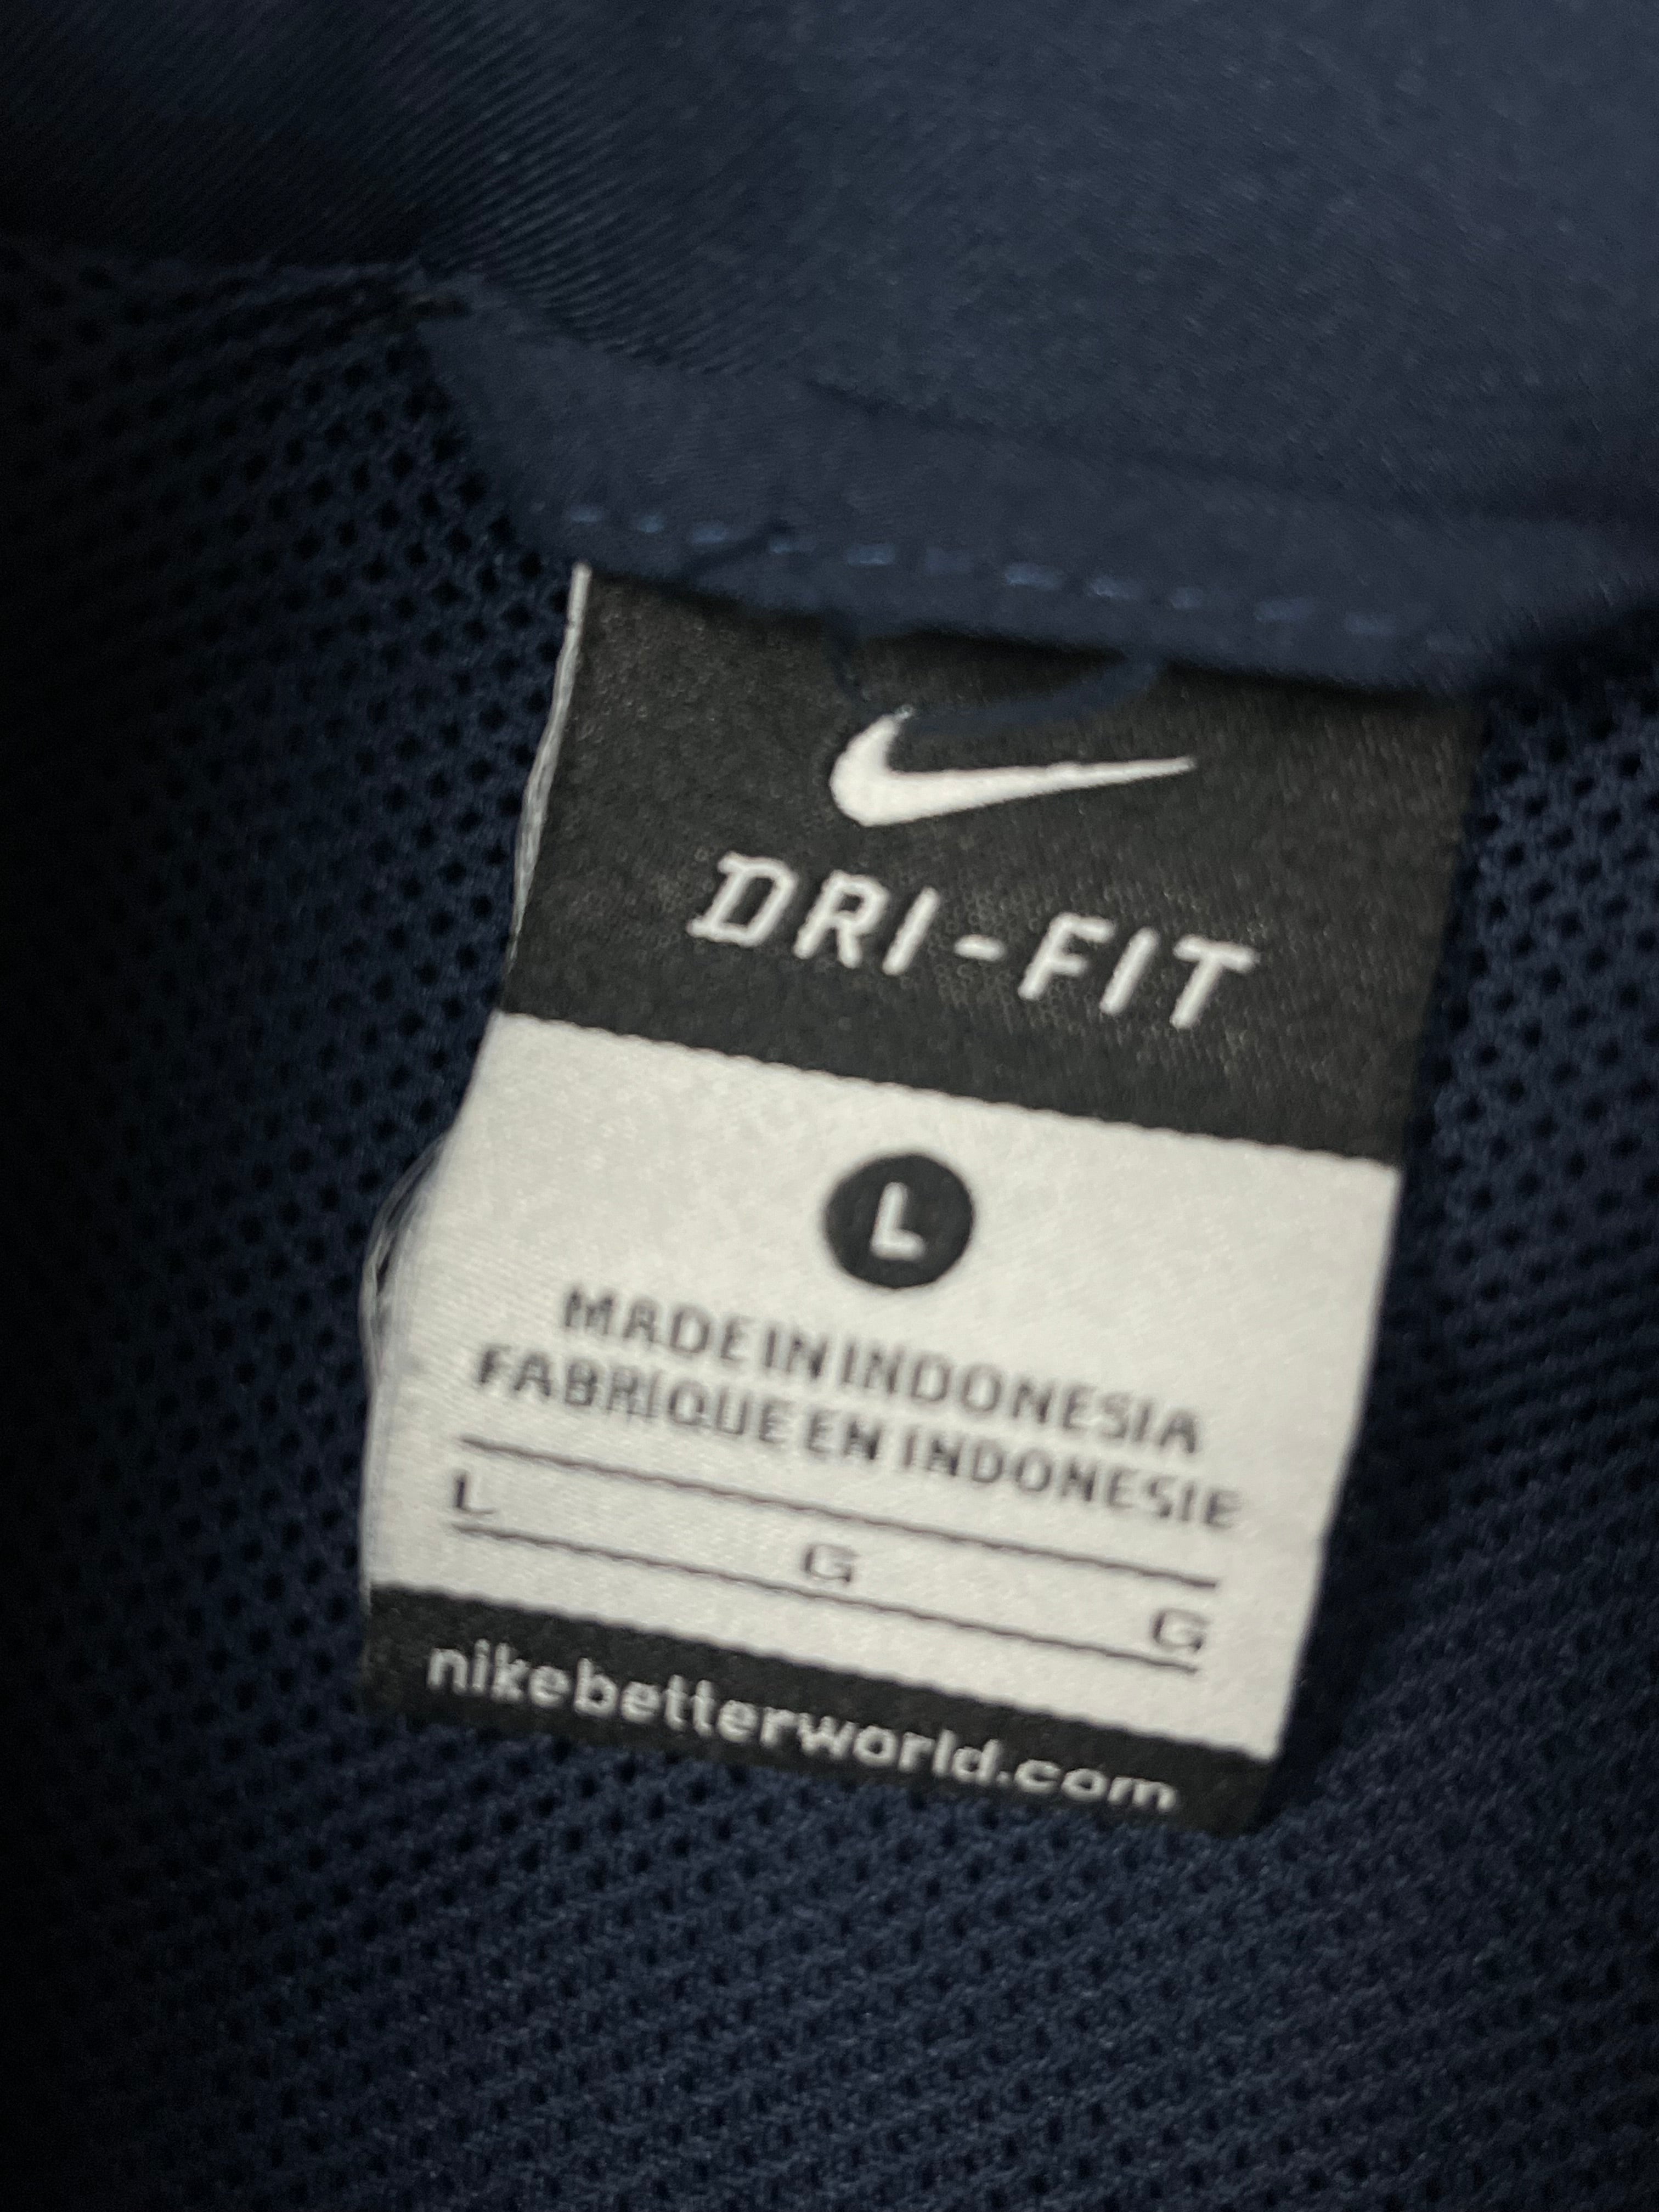 DRI-FIT
L
MADE IN INDONESIA
FABRIQUE EN INDONESIE
L G G
nikebetterworld.com